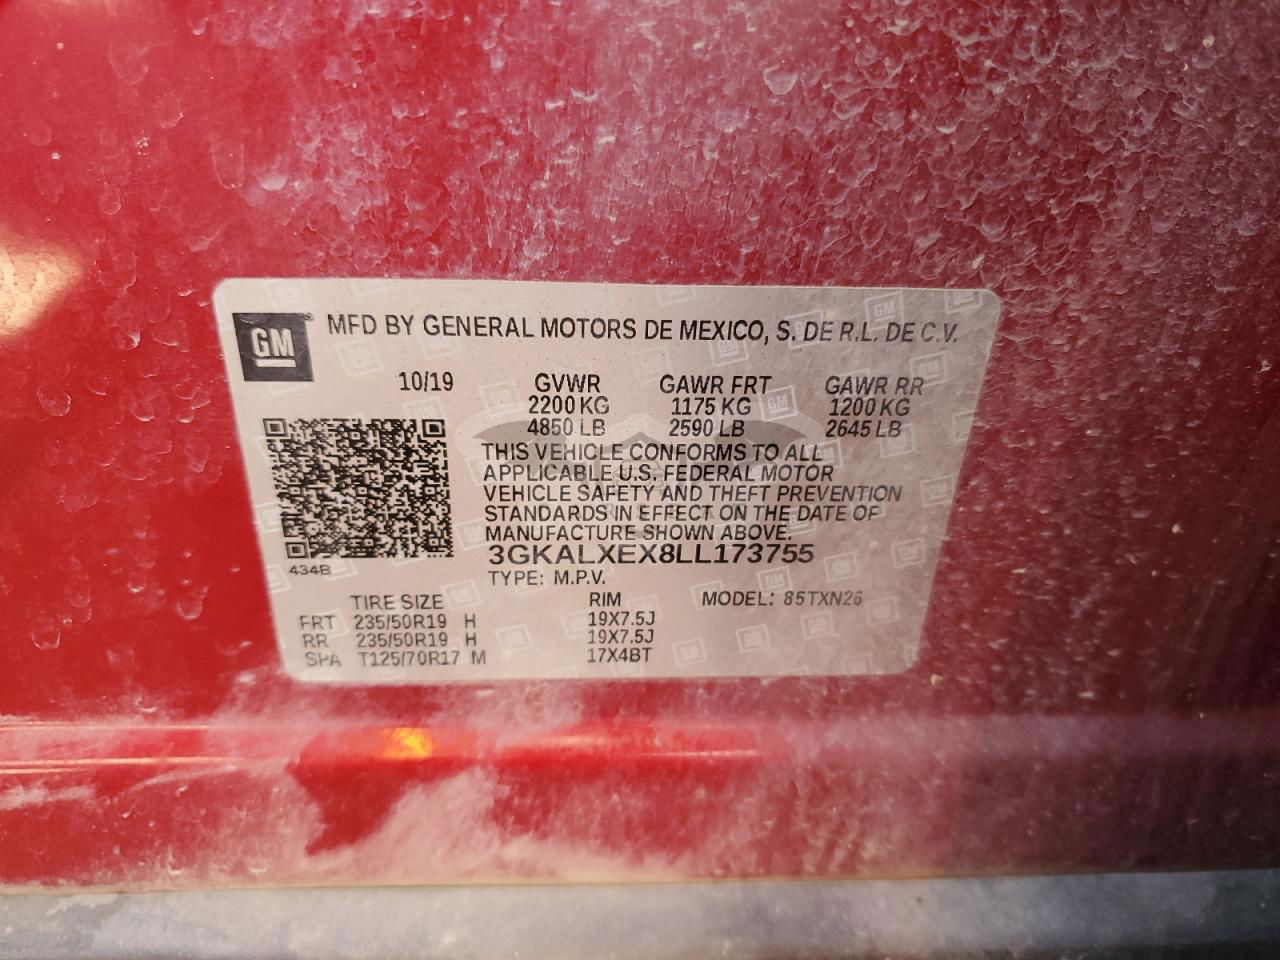 GM
MFD BY GENERAL MOTORS DE MEXICO, S. DE R.L. DE C.V.
10/19 GVWR GAWR FRT GAWR RR
2200 KG 1175 KG 1200 KG
4850 LB 2590 LB 2645 LB
THIS VEHICLE CONFORMS TO ALL
APPLICABLE U.S. FEDERAL MOTOR
VEHICLE SAFETY AND THEFT PREVENTION
STANDARDS IN EFFECT ON THE DATE OF
MANUFACTURE SHOWN ABOVE.
3GKALXEX8LL173755
434B
TYPE: M.P.V.
TIRE SIZE RIM MODEL: 85TXN26
FRT 235/50R19 H 19X7.5J
RR 235/50R19 H 19X7.5J
SPA T125/70R17 M 17X4BT